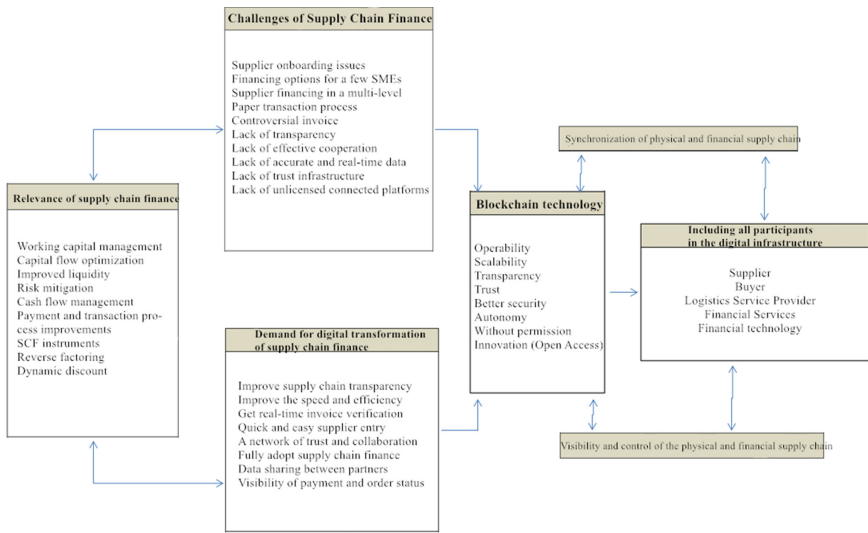 Challenges of Supply Chain Finance
Supplier onboarding issues
Financing options for a few SMEs
Supplier financing in a multi-level
Paper transaction process
Controversial invoice
Lack of transparency
Lack of effective cooperation
Lack of accurate and real-time data
Lack of trust infrastructure
Lack of unlicensed connected platforms
Relevance of supply chain finance
Working capital management
Capital flow optimization
Improved liquidity
Risk mitigation
Cash flow management
Payment and transaction pro-
cess improvements
SCF instruments
Reverse factoring
Dynamic discount
Demand for digital transformation
of supply chain finance
Improve supply chain transparency
Improve the speed and efficiency
Get real-time invoice verification
Quick and easy supplier entry
A network of trust and collaboration
Fully adopt supply chain finance
Data sharing between partners
Visibility of payment and order status
Blockchain technology
Operability
Scalability
Transparency
Trust
Better security
Autonomy
Without permission
Innovation (Open Access)
Synchronization of physical and financial supply chain
Including all participants
in the digital infrastructure
Supplier
Buyer
Logistics Service Provider
Financial Services
Financial technology
Visibility and control of the physical and financial supply chain